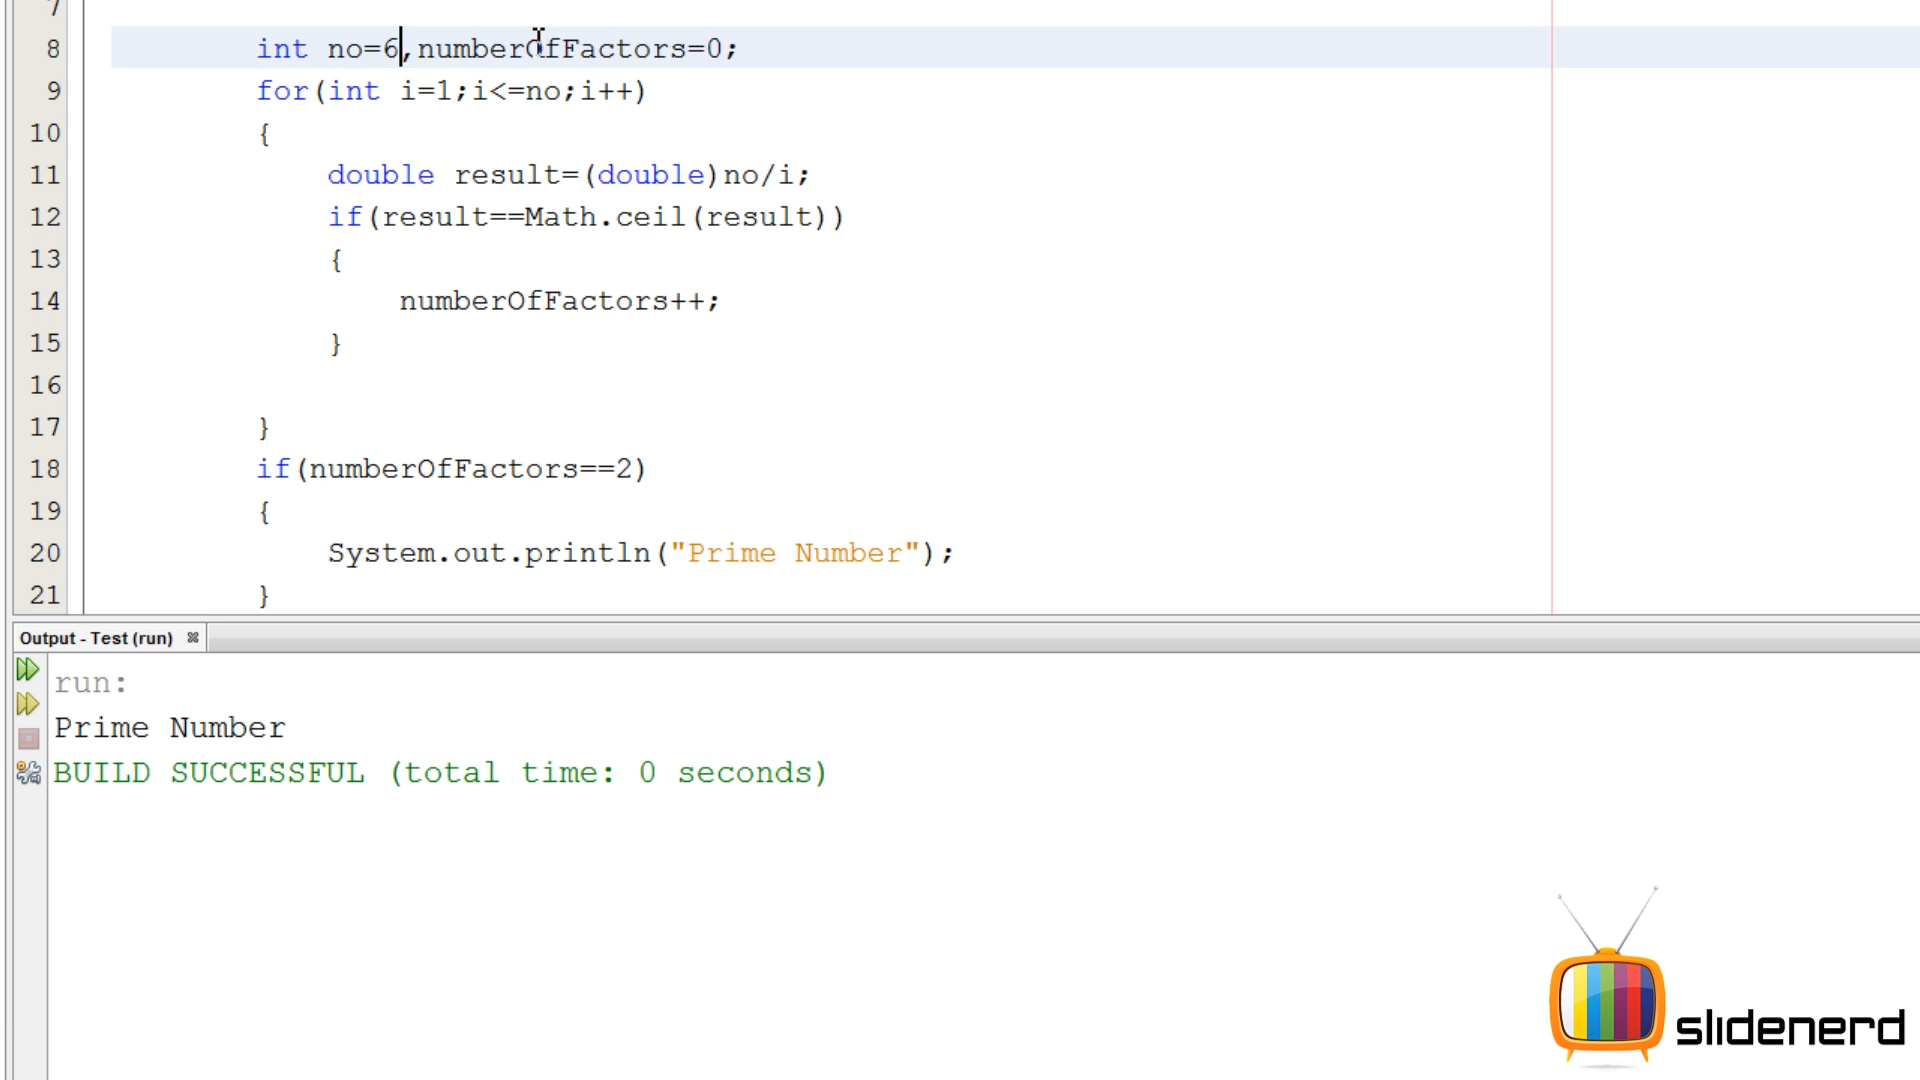 7
8 int no=6,numberOfFactors=0;
9 for(int i=1;i<=no;i++)
10 {
11 double result=(double)no/i;
12 if(result==Math.ceil(result))
13 {
14 numberOfFactors++;
15 }
16
17 }
18 if(numberOfFactors==2)
19 {
20 System.out.println("Prime Number");
21 }
Output - Test (run)
run:
Prime Number
BUILD SUCCESSFUL (total time: 0 seconds)
slidenerd